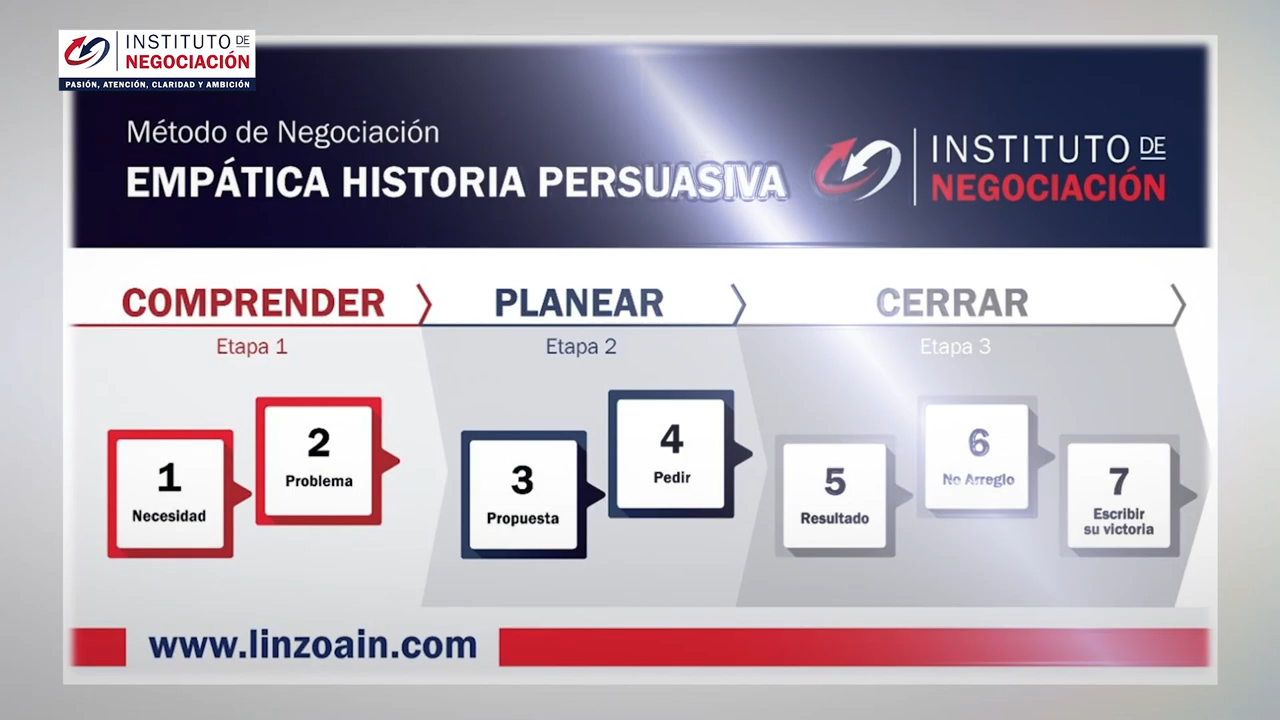 INSTITUTO DE
NEGOCIACIÓN
PASIÓN, ATENCIÓN, CLARIDAD Y AMBICIÓN
Método de Negociación
EMPÁTICA HISTORIA PERSUASIVA
INSTITUTO DE
NEGOCIACIÓN
COMPRENDER
PLANEAR
CERRAR
Etapa 1
Etapa 2
Etapa 3
1
Necesidad
2
Problema
3
Propuesta
4
Pedir
5
Resultado
6
No Arreglo
7
Escribir
su victoria
www.linzoain.com